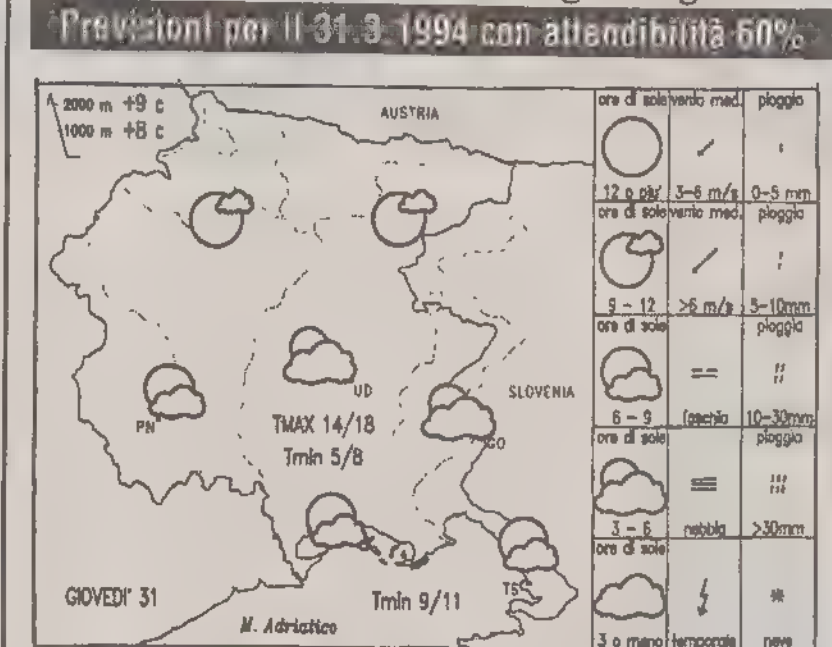 Previsioni per il 31.3 1994 con attendibilità 60%
2000 m +9 c
1000 m +8 c
AUSTRIA
SLOVENIA
UD
PN
TMAX 14/18
Tmin 5/8
GO
TS
GIOVEDI' 31
Tmin 9/11
M. Adriatico
ore di sole vento med. pioggia
12 o piu' 3-6 m/s 0-5 mm
ore di sole vento med. pioggia
9 - 12 >6 m/s 5-10mm
ore di sole pioggia
6 - 9 foschia 10-30mm
ore di sole pioggia
3 - 6 nebbia >30mm
ore di sole
3 o meno temporale neve